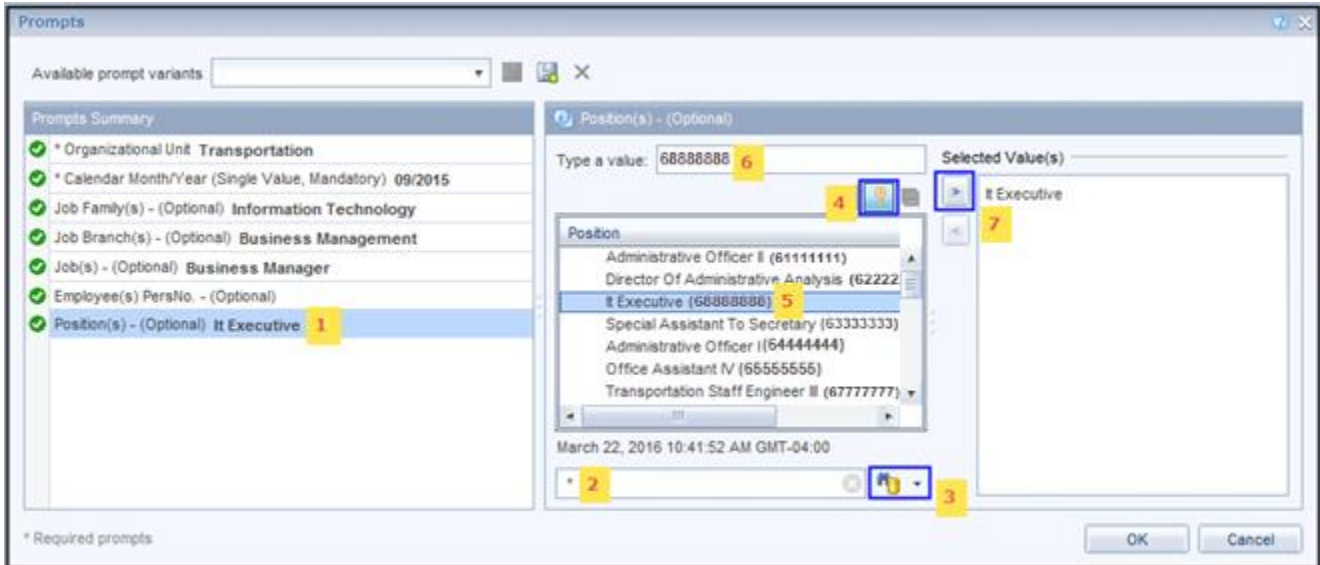 Prompts
Available prompt variants
Prompts Summary
* Organizational Unit Transportation
* Calendar Month/Year (Single Value, Mandatory) 09/2015
Job Family(s) - (Optional) Information Technology
Job Branch(s) - (Optional) Business Management
Job(s) - (Optional) Business Manager
Employee(s) PersNo. - (Optional)
Position(s) - (Optional) It Executive 1
Position(s) - (Optional)
Type a value: 68888888 6
4
Position
Administrative Officer II (61111111)
Director Of Administrative Analysis (62222
It Executive (68888888) 5
Special Assistant To Secretary (63333333)
Administrative Officer I(64444444)
Office Assistant IV (65555555)
Transportation Staff Engineer III (67777777)
March 22, 2016 10:41:52 AM GMT-04:00
* 2
3
Selected Value(s)
> It Executive
7
<
* Required prompts
OK Cancel